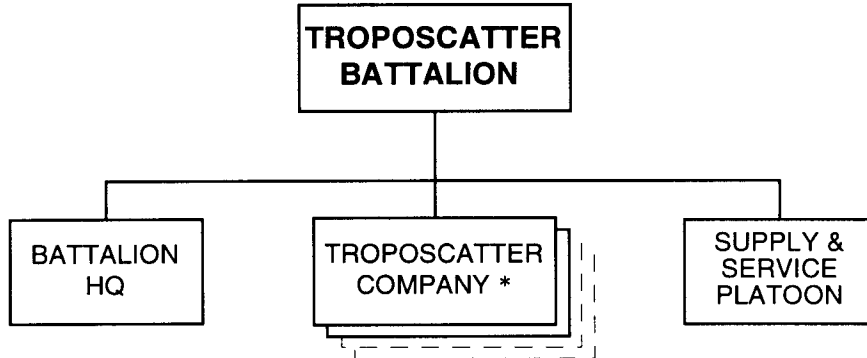 TROPOSCATTER
BATTALION
BATTALION
HQ
TROPOSCATTER
COMPANY *
SUPPLY &
SERVICE
PLATOON